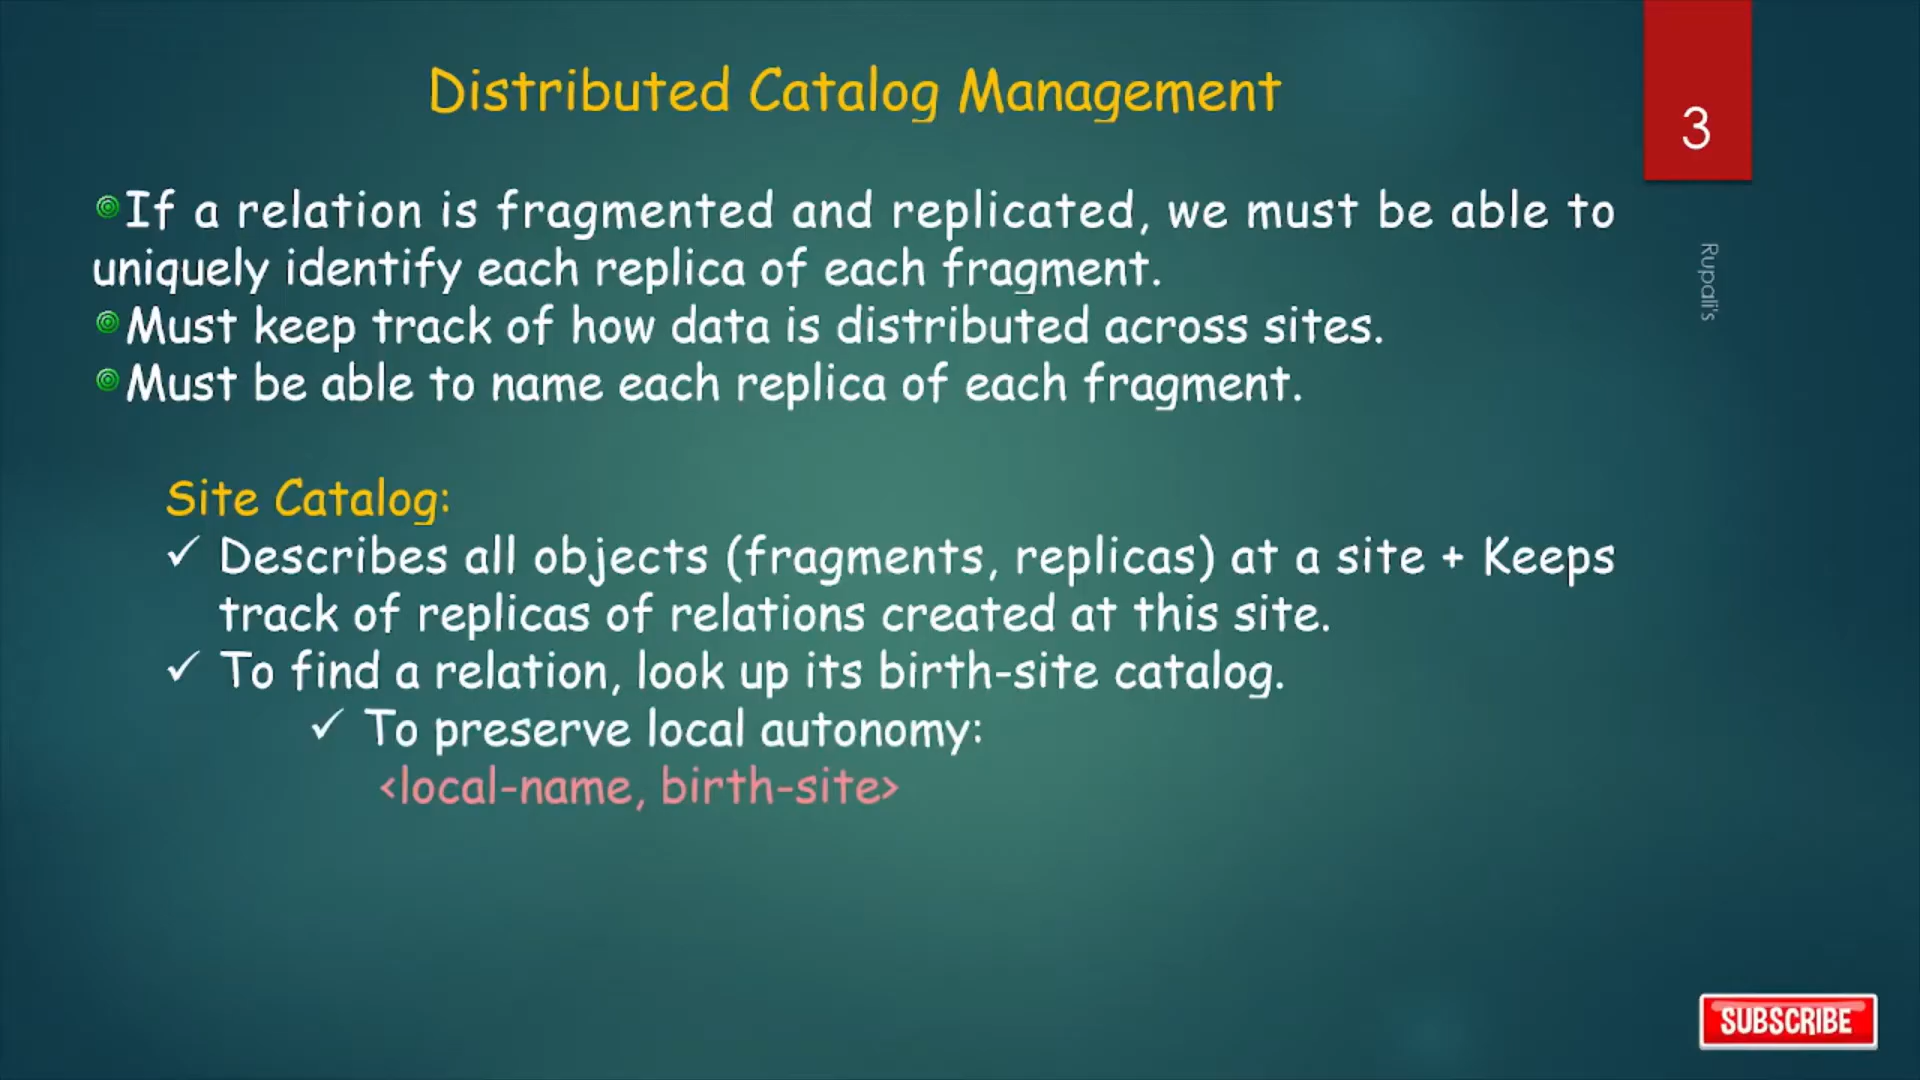 Distributed Catalog Management
3
If a relation is fragmented and replicated, we must be able to
uniquely identify each replica of each fragment.
Must keep track of how data is distributed across sites.
Must be able to name each replica of each fragment.
Rupali's
Site Catalog:
✓ Describes all objects (fragments, replicas) at a site + Keeps
track of replicas of relations created at this site.
✓ To find a relation, look up its birth-site catalog.
✓ To preserve local autonomy:
<local-name, birth-site>
SUBSCRIBE